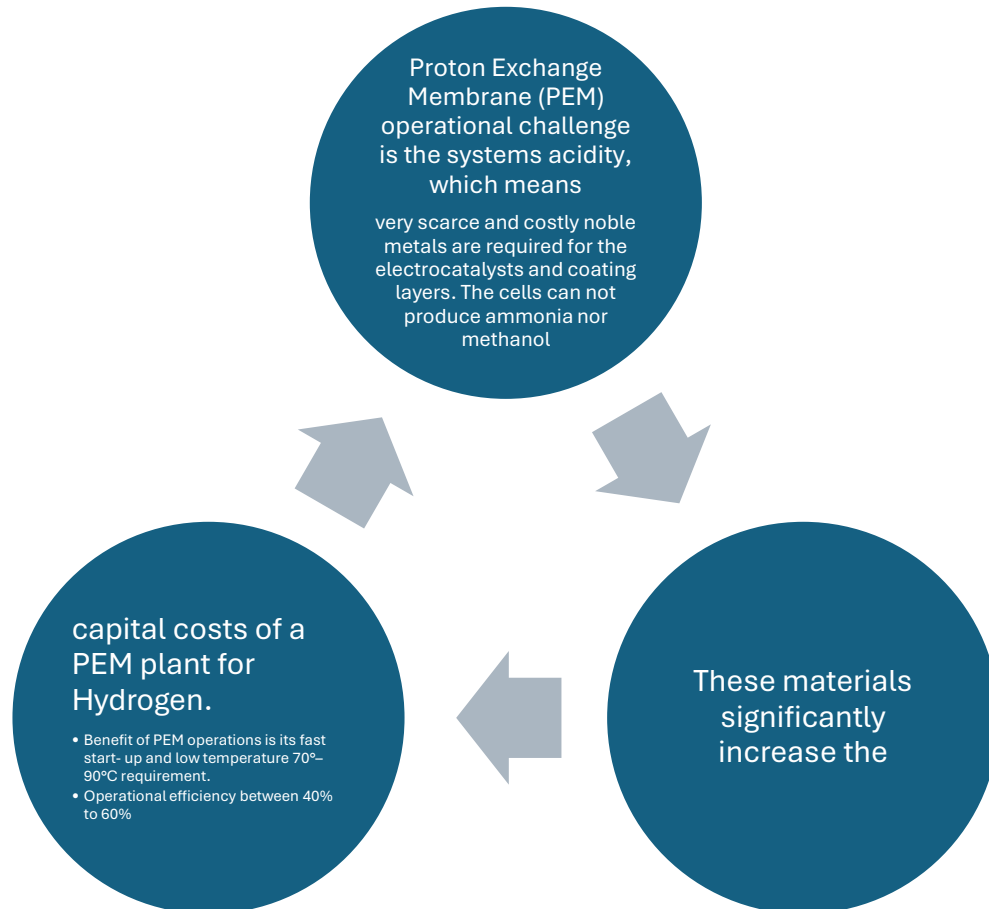 Proton Exchange
Membrane (PEM)
operational challenge
is the systems acidity,
which means
very scarce and costly noble
metals are required for the
electrocatalysts and coating
layers. The cells can not
produce ammonia nor
methanol
These materials
significantly
increase the
capital costs of a
PEM plant for
Hydrogen.
• Benefit of PEM operations is its fast
start- up and low temperature 70°–
90°C requirement.
• Operational efficiency between 40%
to 60%